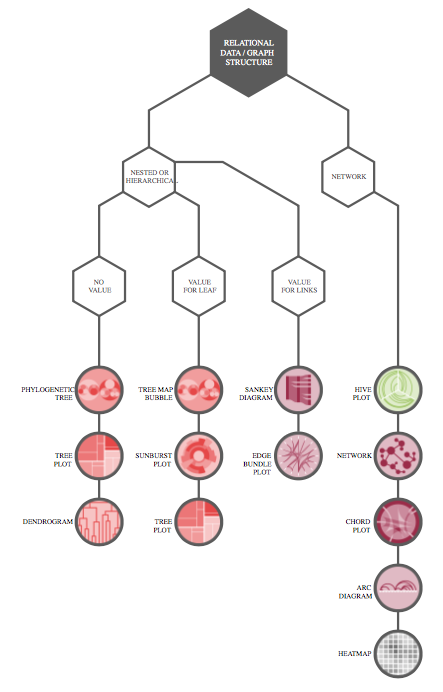 RELATIONAL
DATA / GRAPH
STRUCTURE
NESTED OR
HIERARCHICAL
NETWORK
NO
VALUE
VALUE
FOR LEAF
VALUE
FOR LINKS
PHYLOGENETIC
TREE
TREE MAP
BUBBLE
SANKEY
DIAGRAM
HIVE
PLOT
TREE
PLOT
SUNBURST
PLOT
EDGE
BUNDLE
PLOT
NETWORK
DENDROGRAM
TREE
PLOT
CHORD
PLOT
ARC
DIAGRAM
HEATMAP